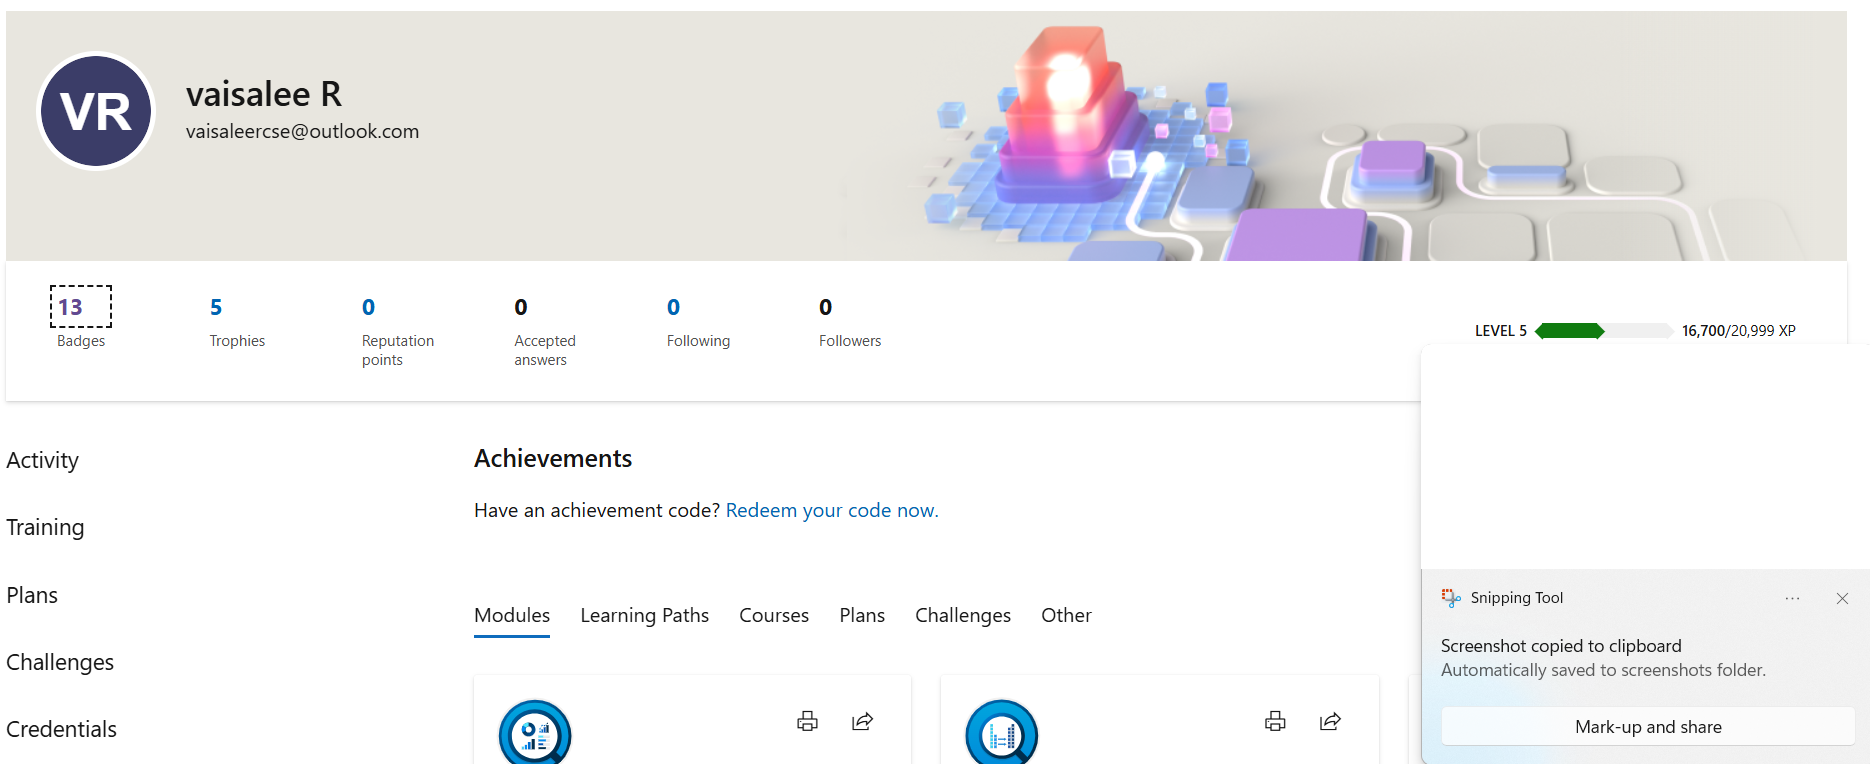 VR
vaisalee R
vaisaleercse@outlook.com
13
Badges
5
Trophies
0
Reputation
points
0
Accepted
answers
0
Following
0
Followers
LEVEL 5
16,700/20,999 XP
Activity
Training
Plans
Challenges
Credentials
Achievements
Have an achievement code? Redeem your code now.
Modules Learning Paths Courses Plans Challenges Other
Snipping Tool
Screenshot copied to clipboard
Automatically saved to screenshots folder.
Mark-up and share